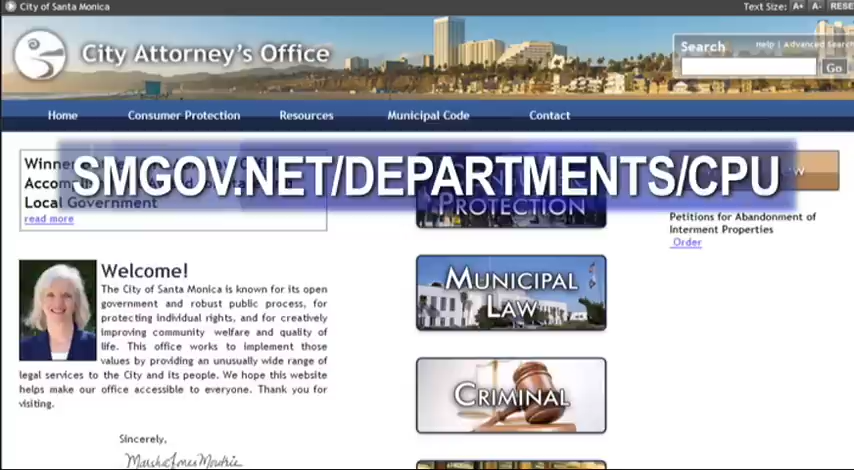 City of Santa Monica
Text Size: A+ A- RESE
City Attorney's Office
Search
Help | Advanced Search
Go
Home Consumer Protection Resources Municipal Code Contact
SMGOV.NET/DEPARTMENTS/CPU
Winne
Accom
Local Government
read more
PROTECTION
Petitions for Abandonment of
Interment Properties
Order
MUNICIPAL
LAW
Welcome!
The City of Santa Monica is known for its open
government and robust public process, for
protecting individual rights, and for creatively
improving community welfare and quality of
life. This office works to implement those
values by providing an unusually wide range of
legal services to the City and its people. We hope this website
helps make our office accessible to everyone. Thank you for
visiting.
CRIMINAL
Sincerely,
Marsha Jones Moutrie